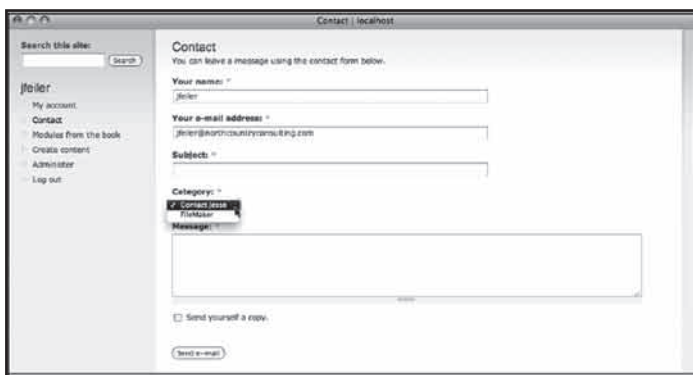 Contact | localhost
Search this site:
Search
jfeiler
My account
Contact
Modules from the book
Create content
Administer
Log out
Contact
You can leave a message using the contact form below.
Your name: *
jfeiler
Your e-mail address: *
jfeiler@northcountryconsulting.com
Subject: *
Category: *
✓ Contact Jesse
FileMaker
Message: *
Send yourself a copy.
Send e-mail